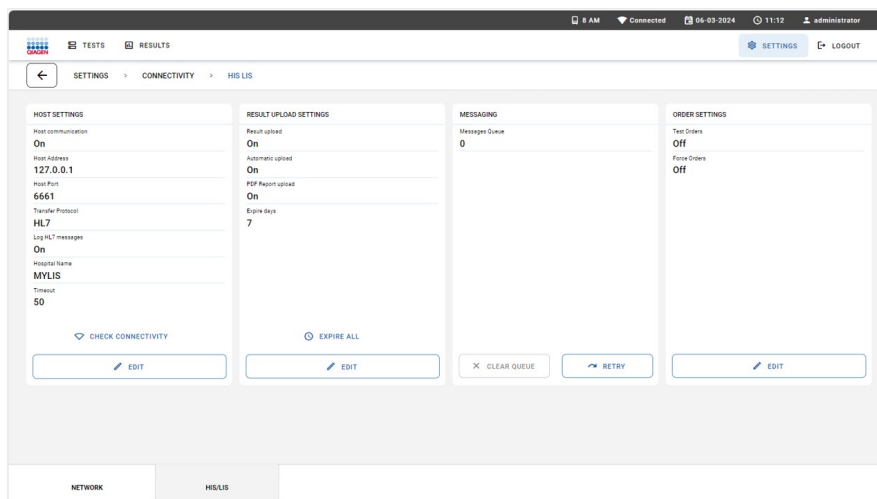 8 AM Connected 06-03-2024 11:12 administrator
QIAGEN TESTS RESULTS SETTINGS LOGOUT
SETTINGS > CONNECTIVITY > HIS LIS
HOST SETTINGS
Host communication
On
Host Address
127.0.0.1
Host Port
6661
Transfer Protocol
HL7
Log HL7 messages
On
Hospital Name
MYLIS
Timeout
50
CHECK CONNECTIVITY
EDIT
RESULT UPLOAD SETTINGS
Result upload
On
Automatic upload
On
PDF Report upload
On
Expire days
7
EXPIRE ALL
EDIT
MESSAGING
Messages Queue
0
CLEAR QUEUE
RETRY
ORDER SETTINGS
Test Orders
Off
Force Orders
Off
EDIT
NETWORK HIS/LIS